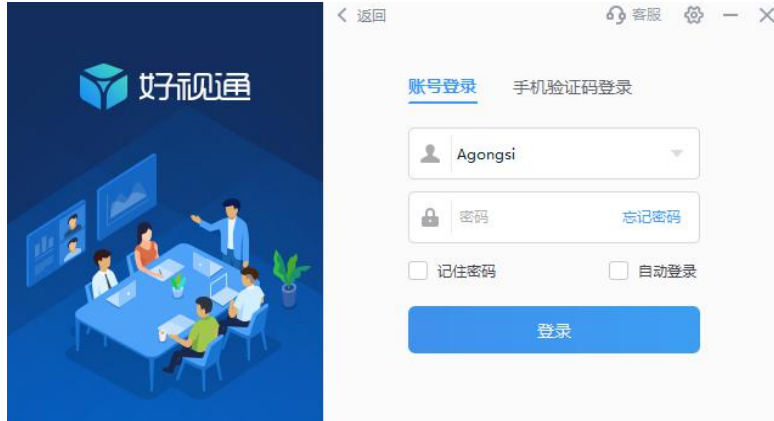 好视通
返回
客服
账号登录 手机验证码登录
Agongsi
密码 忘记密码
记住密码 自动登录
登录